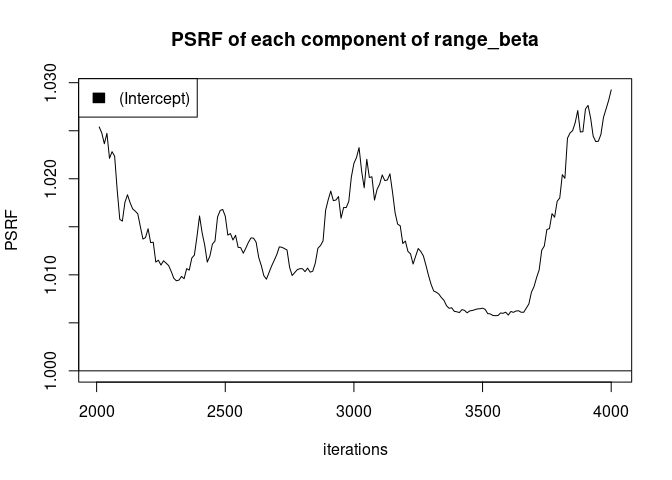 PSRF of each component of range_beta
(Intercept)
1.030
1.020
1.010
1.000
PSRF
2000 2500 3000 3500 4000
iterations